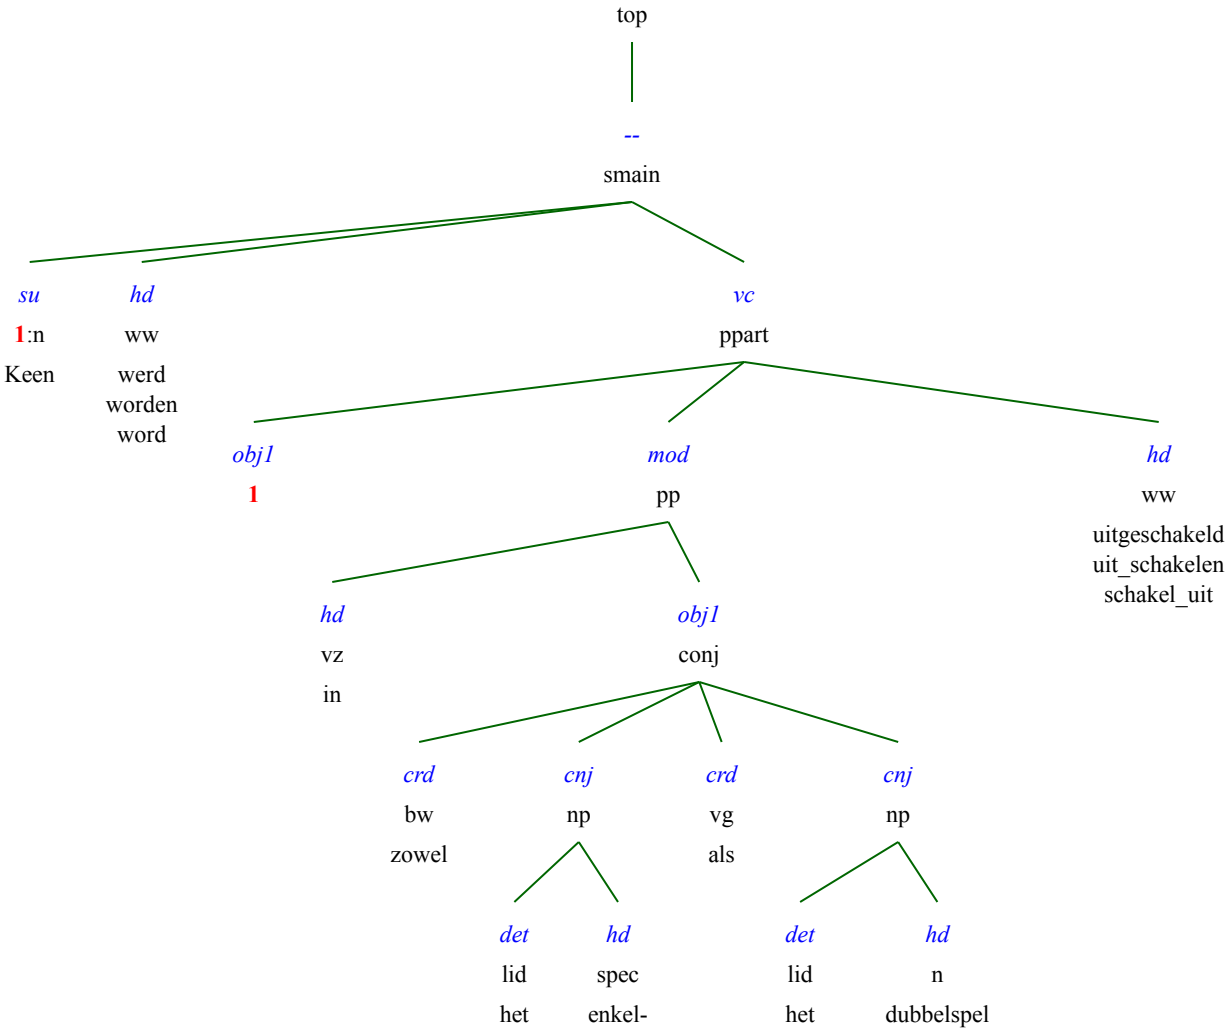 top
--
smain
su hd vc
1:n ww ppart
Keen werd
worden
word
obj1 mod hd
1 pp ww
uitgeschakeld
uit_schakelen
schakel_uit
hd obj1
vz conj
in
crd cnj crd cnj
bw np vg np
zowel als
det hd det hd
lid spec lid n
het enkel- het dubbelspel